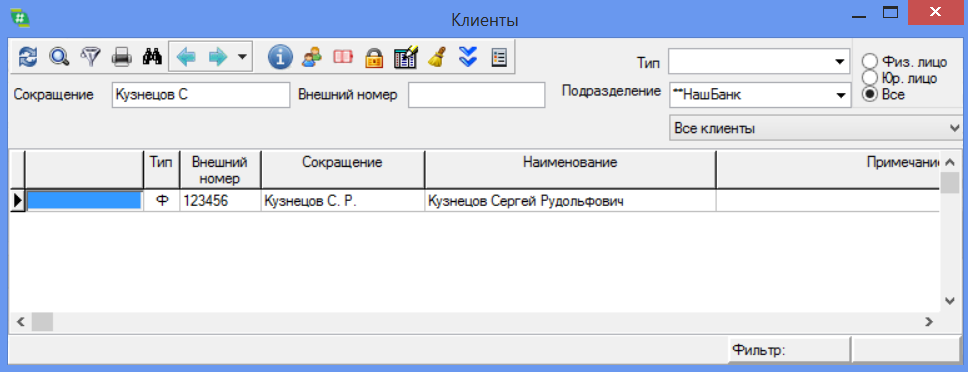 Клиенты
Тип
Физ. лицо
Юр. лицо
Все
Сокращение
Кузнецов С
Внешний номер
Подразделение
**НашБанк
Все клиенты
Тип
Внешний
номер
Сокращение
Наименование
Примечани
Ф
123456
Кузнецов С. Р.
Кузнецов Сергей Рудольфович
Фильтр: